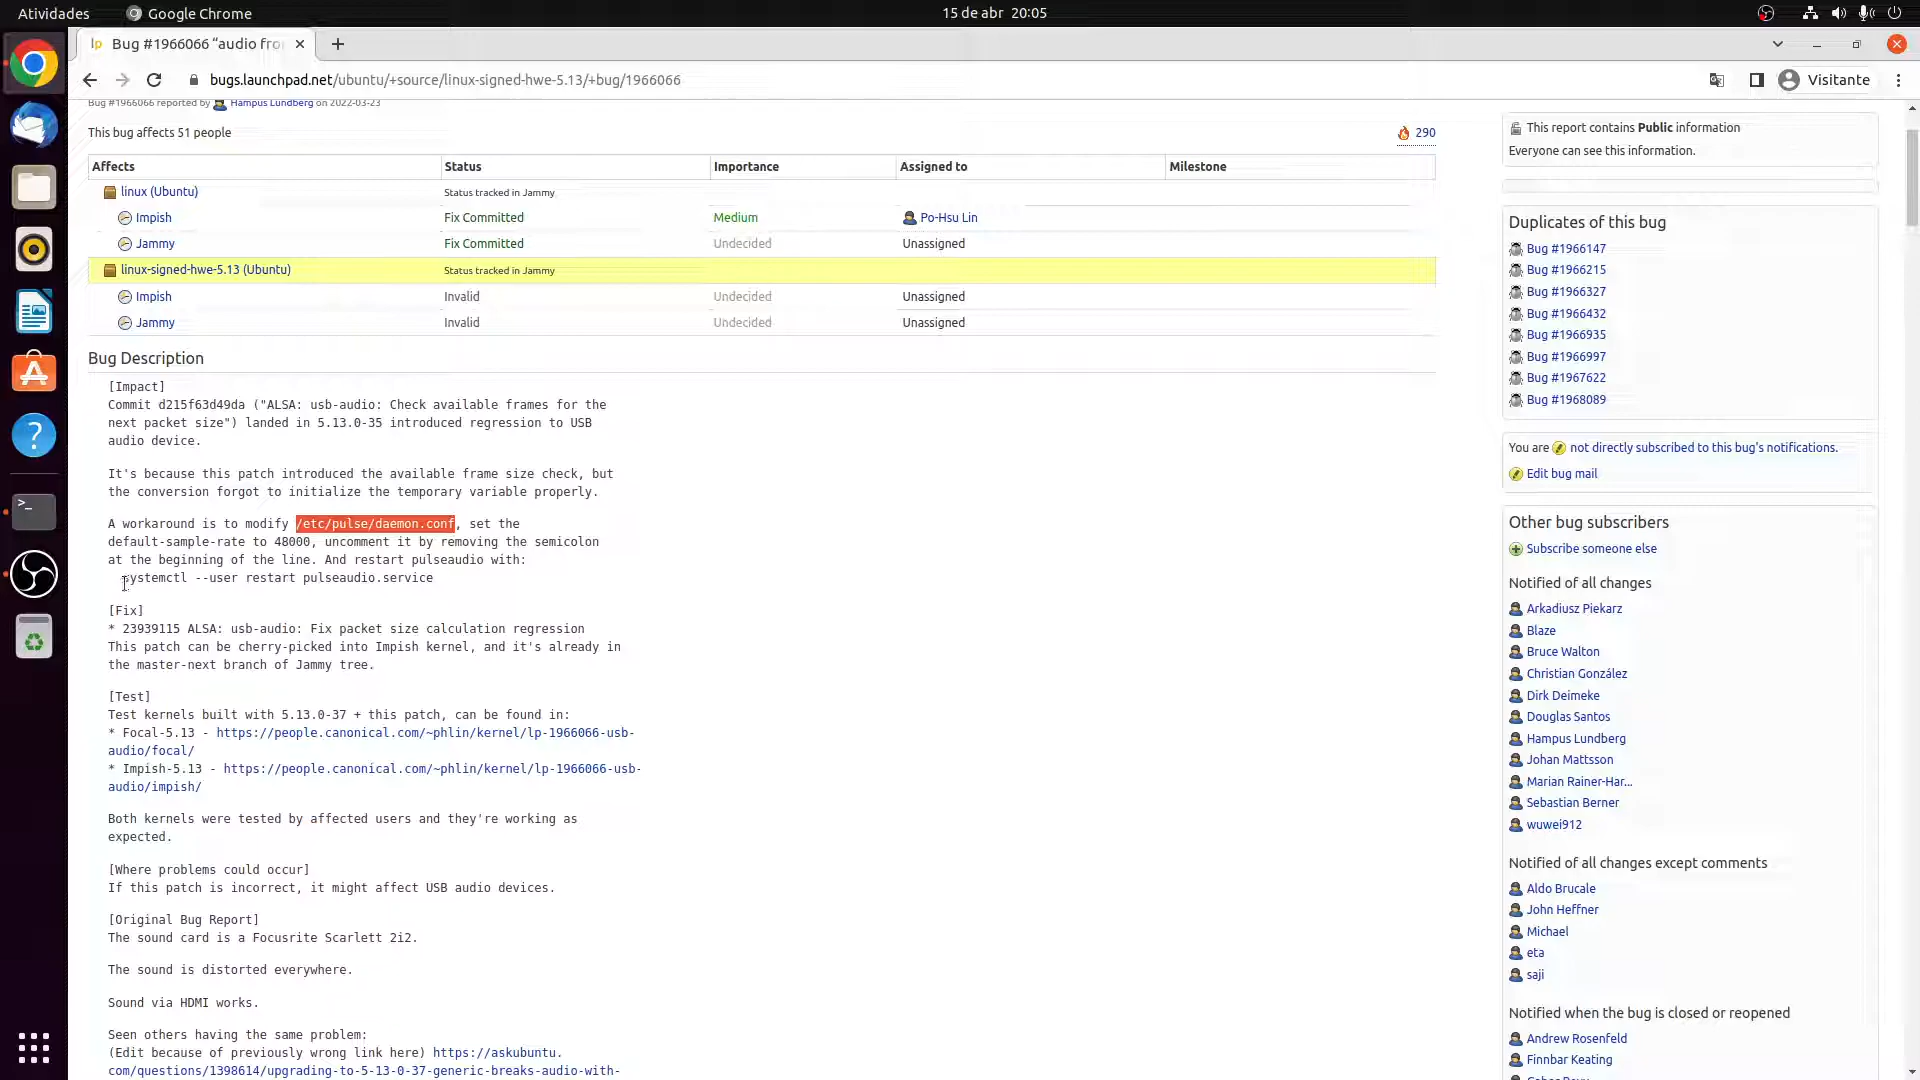 Atividades
Google Chrome
15 de abr 20:05
lp Bug #1966066 “audio fro
bugs.launchpad.net/ubuntu/+source/linux-signed-hwe-5.13/+bug/1966066
Visitante
Bug #1966066 reported by Hampus Lundberg on 2022-03-23
This bug affects 51 people
290
Affects Status Importance Assigned to Milestone
linux (Ubuntu) Status tracked in Jammy
Impish Fix Committed Medium Po-Hsu Lin
Jammy Fix Committed Undecided Unassigned
linux-signed-hwe-5.13 (Ubuntu) Status tracked in Jammy
Impish Invalid Undecided Unassigned
Jammy Invalid Undecided Unassigned
Bug Description
[Impact]
Commit d215f63d49da ("ALSA: usb-audio: Check available frames for the
next packet size") landed in 5.13.0-35 introduced regression to USB
audio device.
It's because this patch introduced the available frame size check, but
the conversion forgot to initialize the temporary variable properly.
A workaround is to modify /etc/pulse/daemon.conf, set the
default-sample-rate to 48000, uncomment it by removing the semicolon
at the beginning of the line. And restart pulseaudio with:
systemctl --user restart pulseaudio.service
[Fix]
* 23939115 ALSA: usb-audio: Fix packet size calculation regression
This patch can be cherry-picked into Impish kernel, and it's already in
the master-next branch of Jammy tree.
[Test]
Test kernels built with 5.13.0-37 + this patch, can be found in:
* Focal-5.13 - https://people.canonical.com/~phlin/kernel/lp-1966066-usb-
audio/focal/
* Impish-5.13 - https://people.canonical.com/~phlin/kernel/lp-1966066-usb-
audio/impish/
Both kernels were tested by affected users and they're working as
expected.
[Where problems could occur]
If this patch is incorrect, it might affect USB audio devices.
[Original Bug Report]
The sound card is a Focusrite Scarlett 2i2.
The sound is distorted everywhere.
Sound via HDMI works.
Seen others having the same problem:
(Edit because of previously wrong link here) https://askubuntu.
com/questions/1398614/upgrading-to-5-13-0-37-generic-breaks-audio-with-
This report contains Public information
Everyone can see this information.
Duplicates of this bug
Bug #1966147
Bug #1966215
Bug #1966327
Bug #1966432
Bug #1966935
Bug #1966997
Bug #1967622
Bug #1968089
You are not directly subscribed to this bug's notifications.
Edit bug mail
Other bug subscribers
Subscribe someone else
Notified of all changes
Arkadiusz Piekarz
Blaze
Bruce Walton
Christian González
Dirk Deimeke
Douglas Santos
Hampus Lundberg
Johan Mattsson
Marian Rainer-Har...
Sebastian Berner
wuwei912
Notified of all changes except comments
Aldo Brucale
John Heffner
Michael
eta
saji
Notified when the bug is closed or reopened
Andrew Rosenfeld
Finnbar Keating